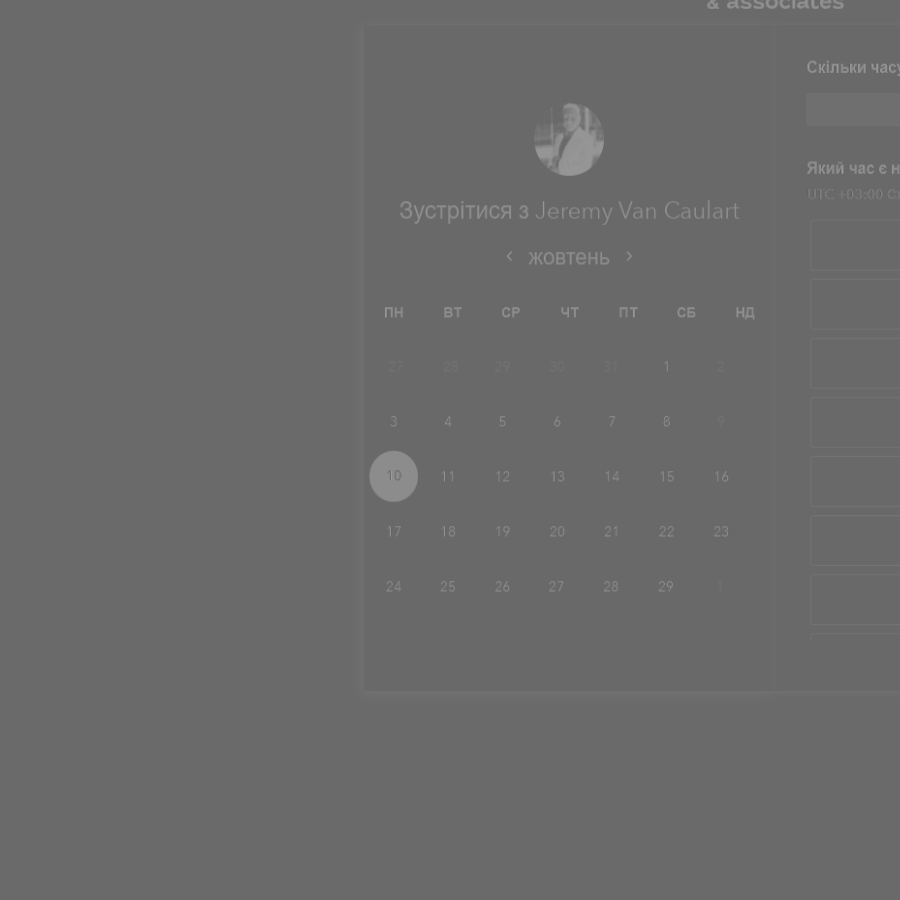 & associates
Скільки часу
Який час є н
UTC +03:00
Зустрітися з Jeremy Van Caulart
жовтень
ПН ВТ СР ЧТ ПТ СБ НД
27 28 29 30 31 1 2
3 4 5 6 7 8 9
10 11 12 13 14 15 16
17 18 19 20 21 22 23
24 25 26 27 28 29 1